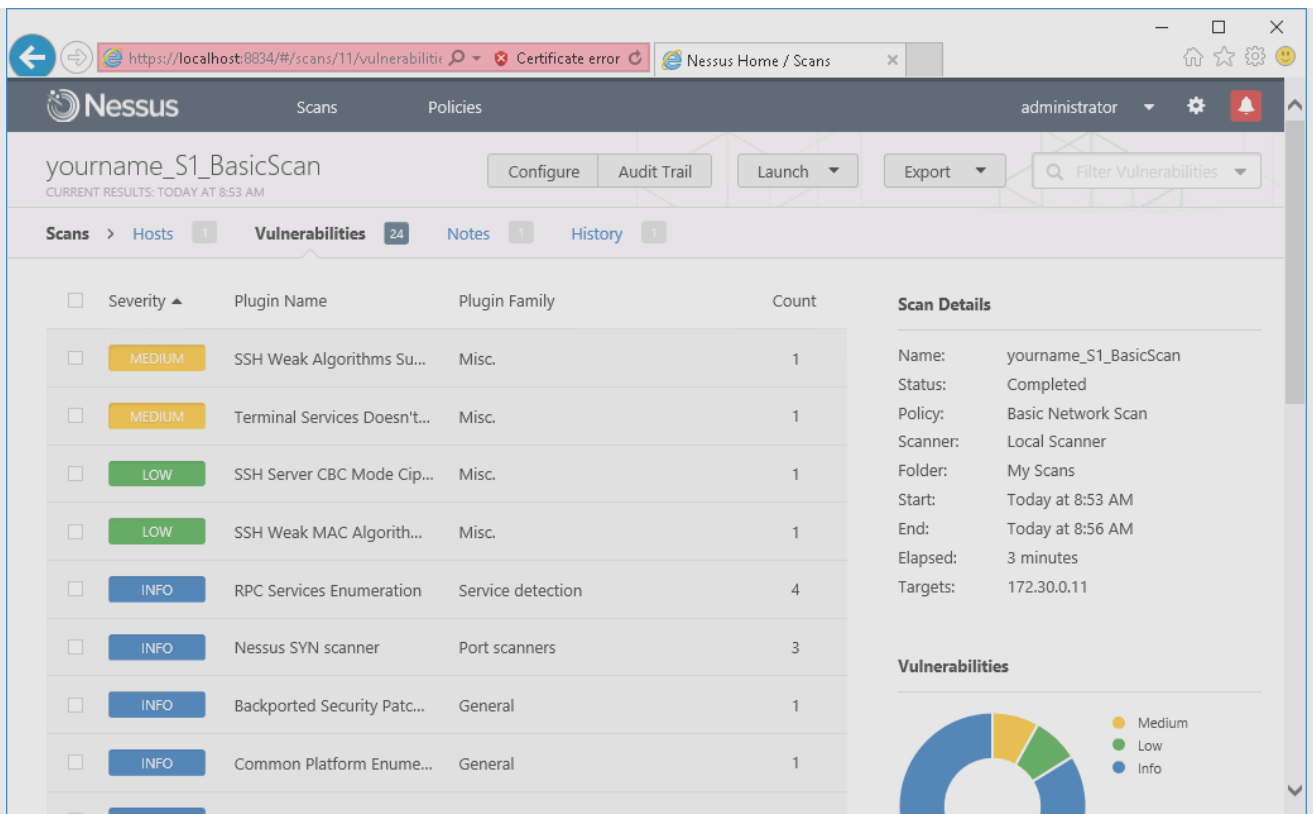 https://localhost:8834/#/scans/11/vulnerabilitie Certificate error Nessus Home / Scans
Nessus Scans Policies administrator
yourname_S1_BasicScan Configure Audit Trail Launch Export Filter Vulnerabilities
CURRENT RESULTS: TODAY AT 8:53 AM
Scans > Hosts 1 Vulnerabilities 24 Notes 1 History 1
Severity Plugin Name Plugin Family Count
MEDIUM SSH Weak Algorithms Su... Misc. 1
MEDIUM Terminal Services Doesn't... Misc. 1
LOW SSH Server CBC Mode Cip... Misc. 1
LOW SSH Weak MAC Algorith... Misc. 1
INFO RPC Services Enumeration Service detection 4
INFO Nessus SYN scanner Port scanners 3
INFO Backported Security Patc... General 1
INFO Common Platform Enume... General 1
Scan Details
Name: yourname_S1_BasicScan
Status: Completed
Policy: Basic Network Scan
Scanner: Local Scanner
Folder: My Scans
Start: Today at 8:53 AM
End: Today at 8:56 AM
Elapsed: 3 minutes
Targets: 172.30.0.11
Vulnerabilities
Medium
Low
Info